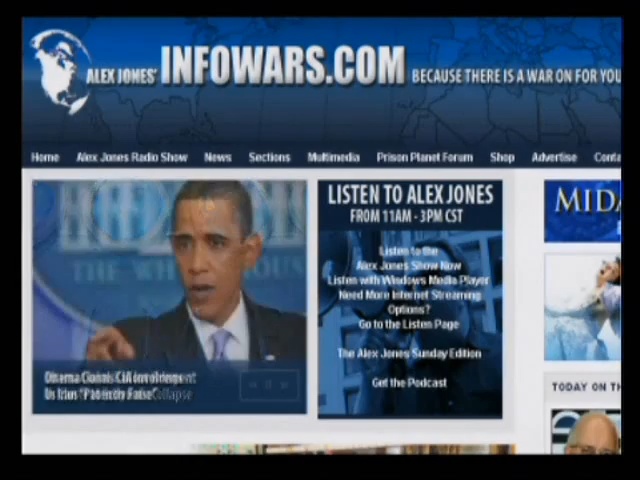 ALEX JONES' INFOWARS.COM BECAUSE THERE IS A WAR ON FOR YOU
Home Alex Jones Radio Show News Sections Multimedia Prison Planet Forum Shop Advertise Conta
LISTEN TO ALEX JONES
FROM 11AM - 3PM CST
Listen to the
Alex Jones Show Now
Listen with Windows Media Player
Need More Internet Streaming
Options?
Go to the Listen Page
The Alex Jones Sunday Edition
Get the Podcast
MIDA
TODAY ON TH